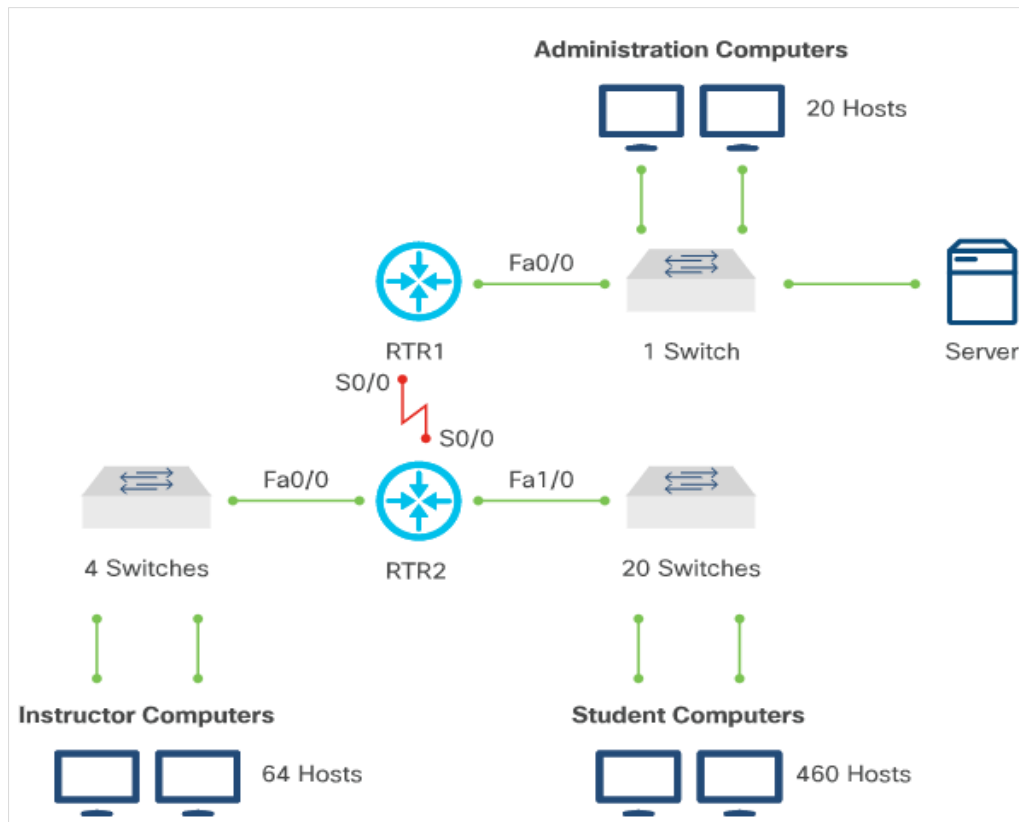 Administration Computers
20 Hosts
Fa0/0
RTR1
1 Switch
Server
S0/0
S0/0
Fa0/0
Fa1/0
4 Switches
RTR2
20 Switches
Instructor Computers
Student Computers
64 Hosts
460 Hosts